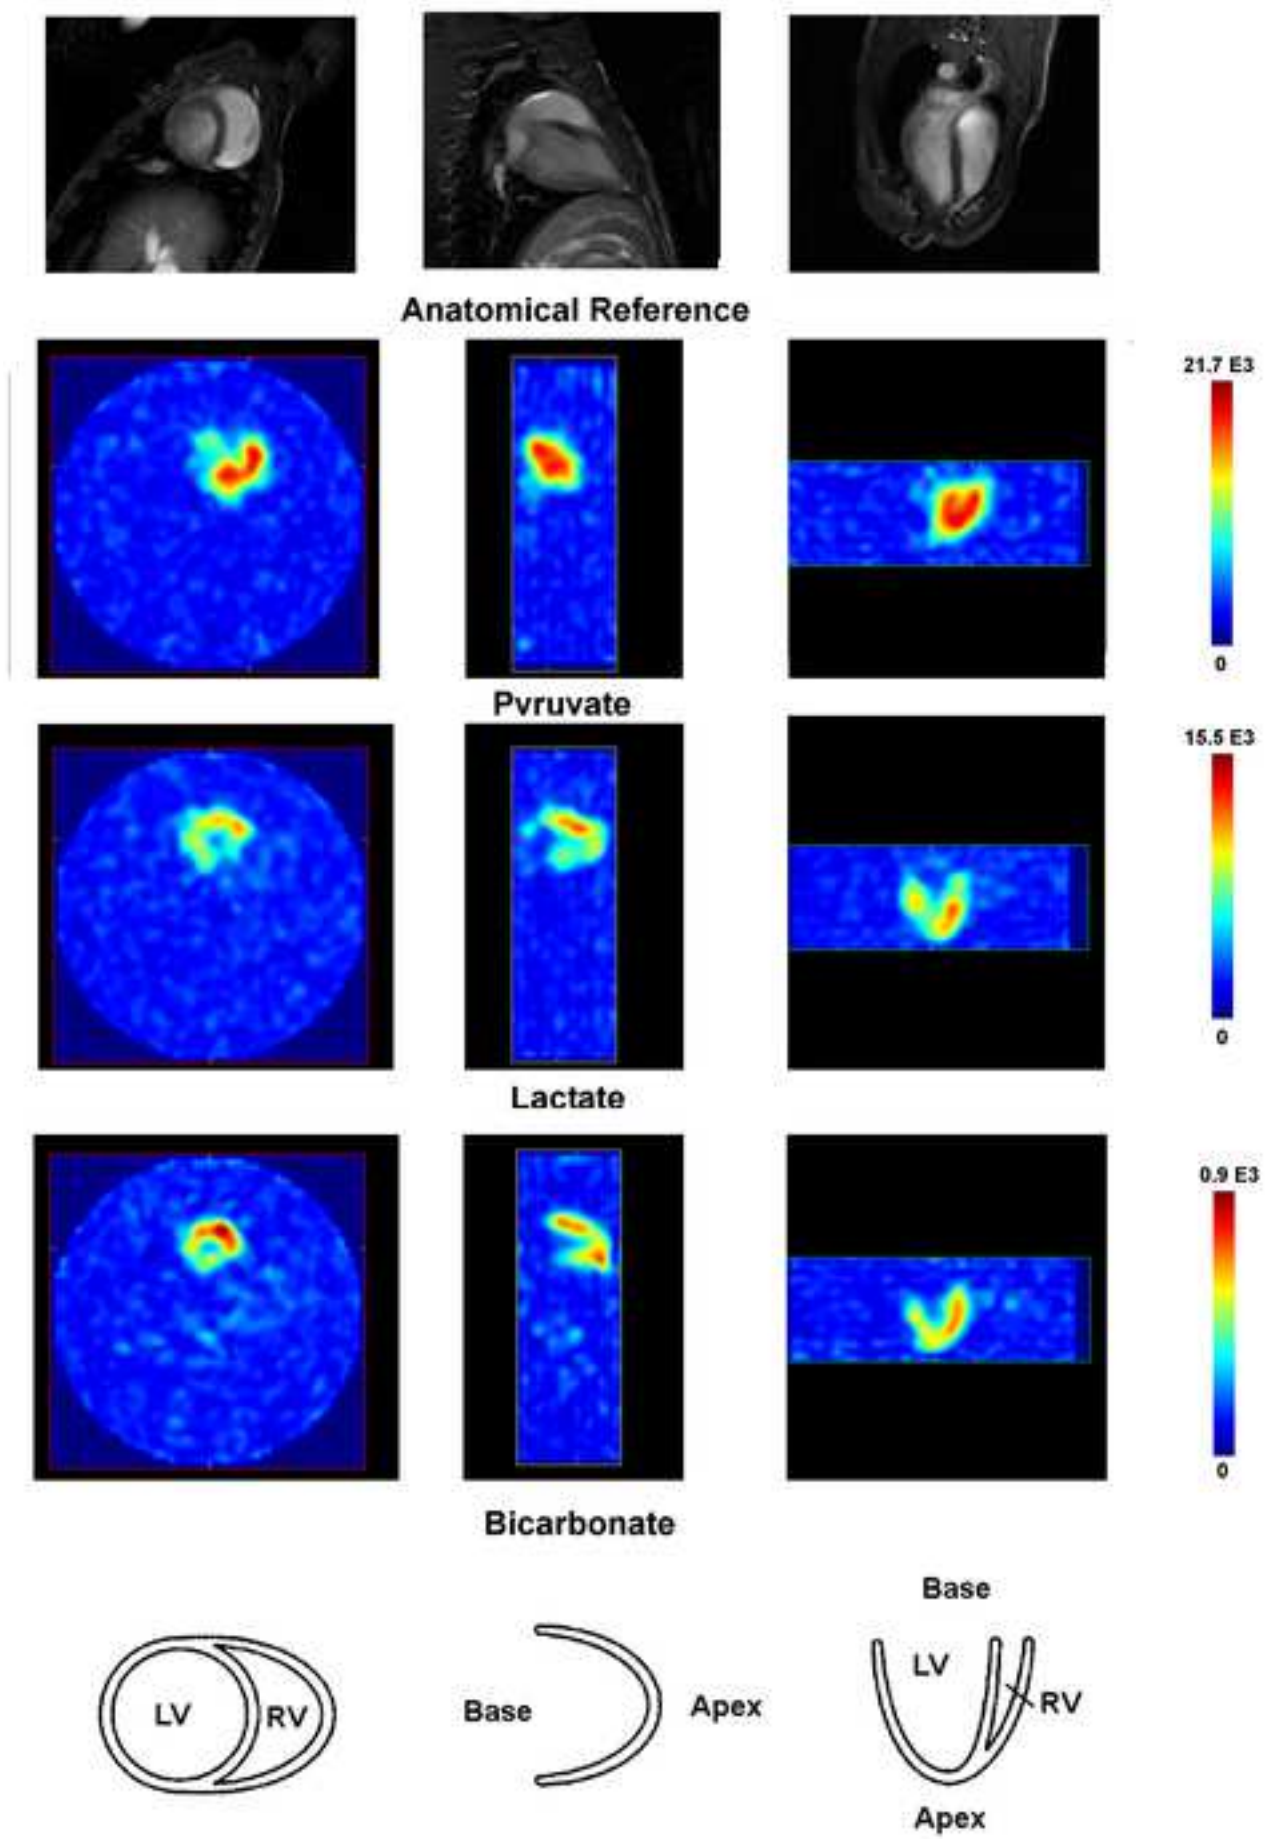 Anatomical Reference
21.7 E3
0
Pvruvate
15.5 E3
0
Lactate
0.9 E3
0
Bicarbonate
Base
LV RV Base Apex LV RV
Apex